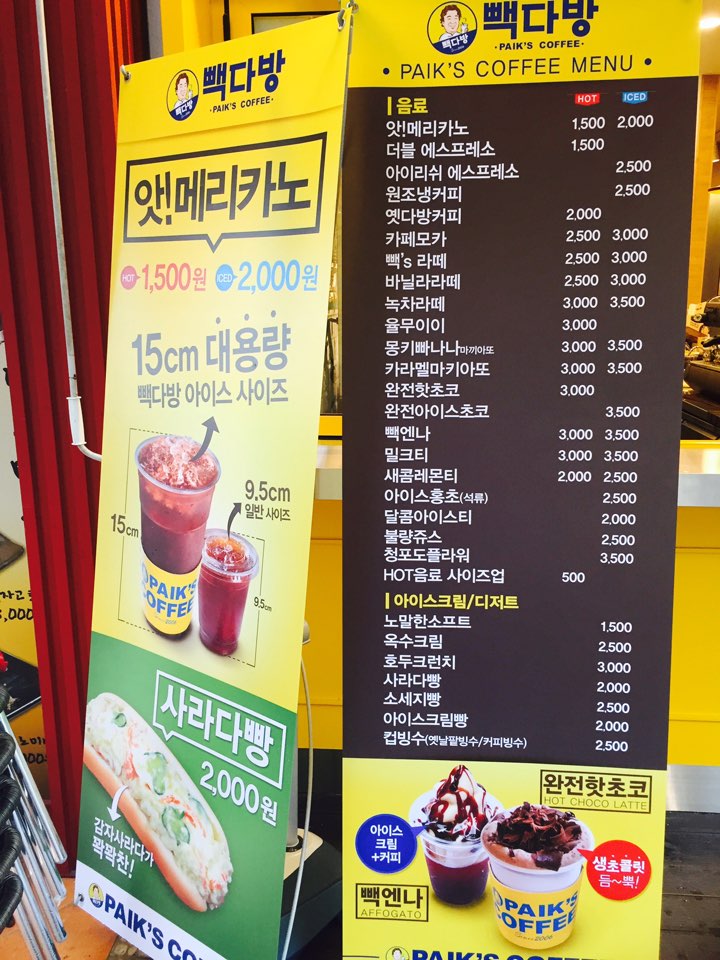 빽다방
PAIK'S COFFEE
앗!메리카노
HOT 1,500원 ICED 2,000원
15cm 대용량
빽다방 아이스 사이즈
9.5cm
일반 사이즈
15cm
9.5cm
PAIK'S
COFFEE
사라다빵
2,000원
감자사라다가
꽉꽉찬!
PAIK'S CO
빽다방
빽다방
PAIK'S COFFEE
• PAIK'S COFFEE MENU •
음료 HOT ICED
앗!메리카노 1,500 2,000
더블 에스프레소 1,500
아이리쉬 에스프레소 2,500
원조냉커피 2,500
옛다방커피 2,000
카페모카 2,500 3,000
빽's 라떼 2,500 3,000
바닐라라떼 2,500 3,000
녹차라떼 3,000 3,500
율무이이 3,000
몽키빠나나마끼아또 3,000 3,500
카라멜마키아또 3,000 3,500
완전핫초코 3,000
완전아이스초코 3,500
빽엔나 3,000 3,500
밀크티 3,000 3,500
새콤레몬티 2,000 2,500
아이스홍초(석류) 2,500
달콤아이스티 2,000
불량쥬스 2,500
청포도플라워 3,500
HOT음료 사이즈업 500
아이스크림/디저트
노말한소프트 1,500
옥수크림 2,500
호두크런치 3,000
사라다빵 2,000
소세지빵 2,500
아이스크림빵 2,000
컵빙수(옛날팥빙수/커피빙수) 2,500
완전핫초코
HOT CHOCO LATTE
아이스
크림
+커피
생초콜릿
듬~뿍!
빽엔나
AFFOGATO
PAIK'S
COFFEE
Since 2006
PAIK'S COFFEE